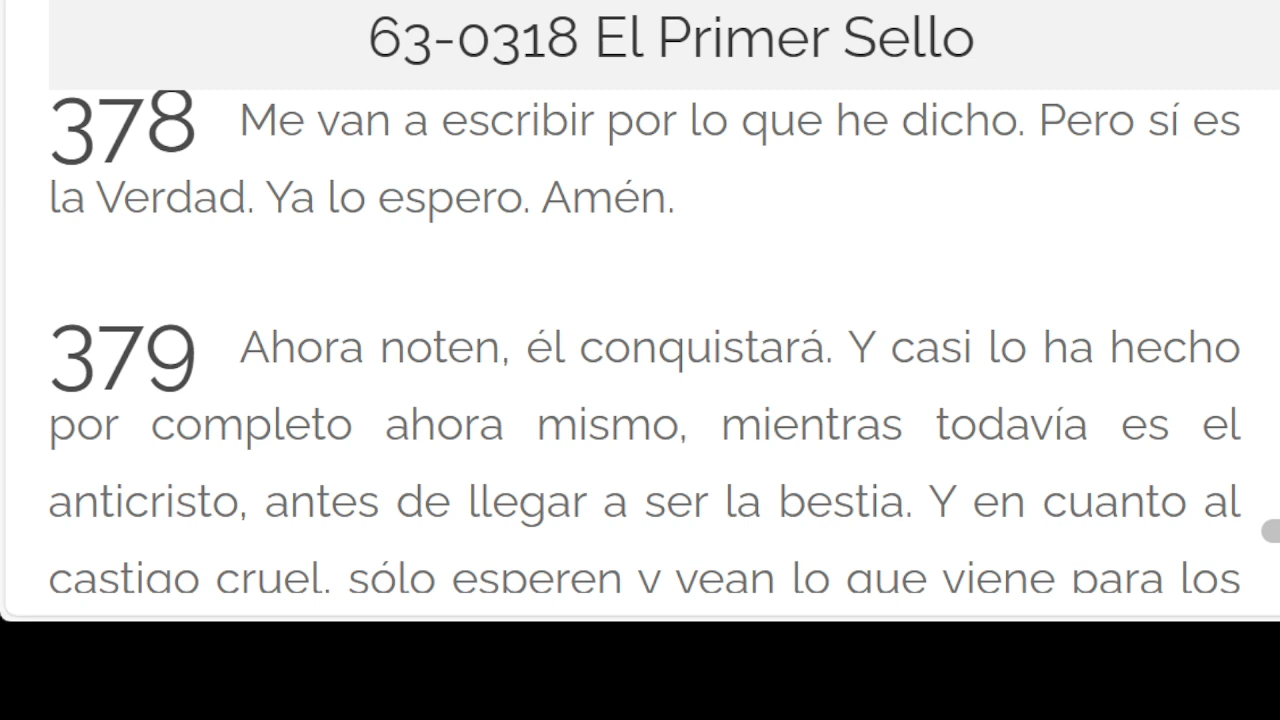 63-0318 El Primer Sello
378 Me van a escribir por lo que he dicho. Pero sí es
la Verdad. Ya lo espero. Amén.
379 Ahora noten, él conquistará. Y casi lo ha hecho
por completo ahora mismo, mientras todavía es el
anticristo, antes de llegar a ser la bestia. Y en cuanto al
castigo cruel, sólo esperen y vean lo que viene para los